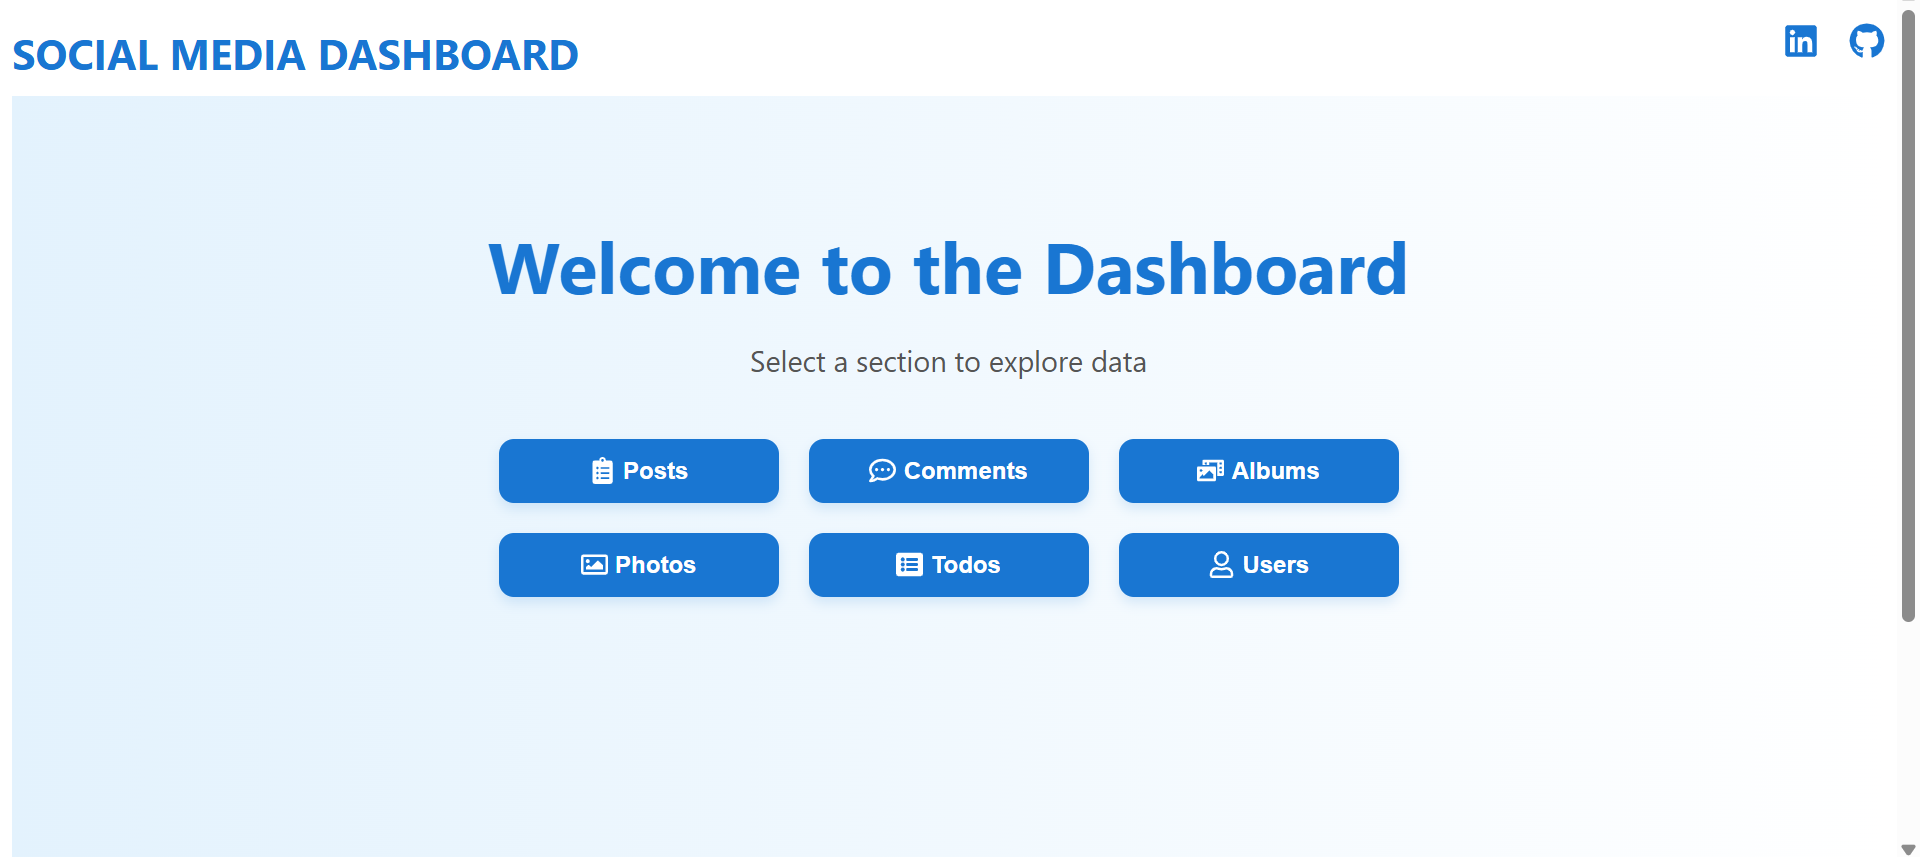 SOCIAL MEDIA DASHBOARD
Welcome to the Dashboard
Select a section to explore data
Posts
Comments
Albums
Photos
Todos
Users